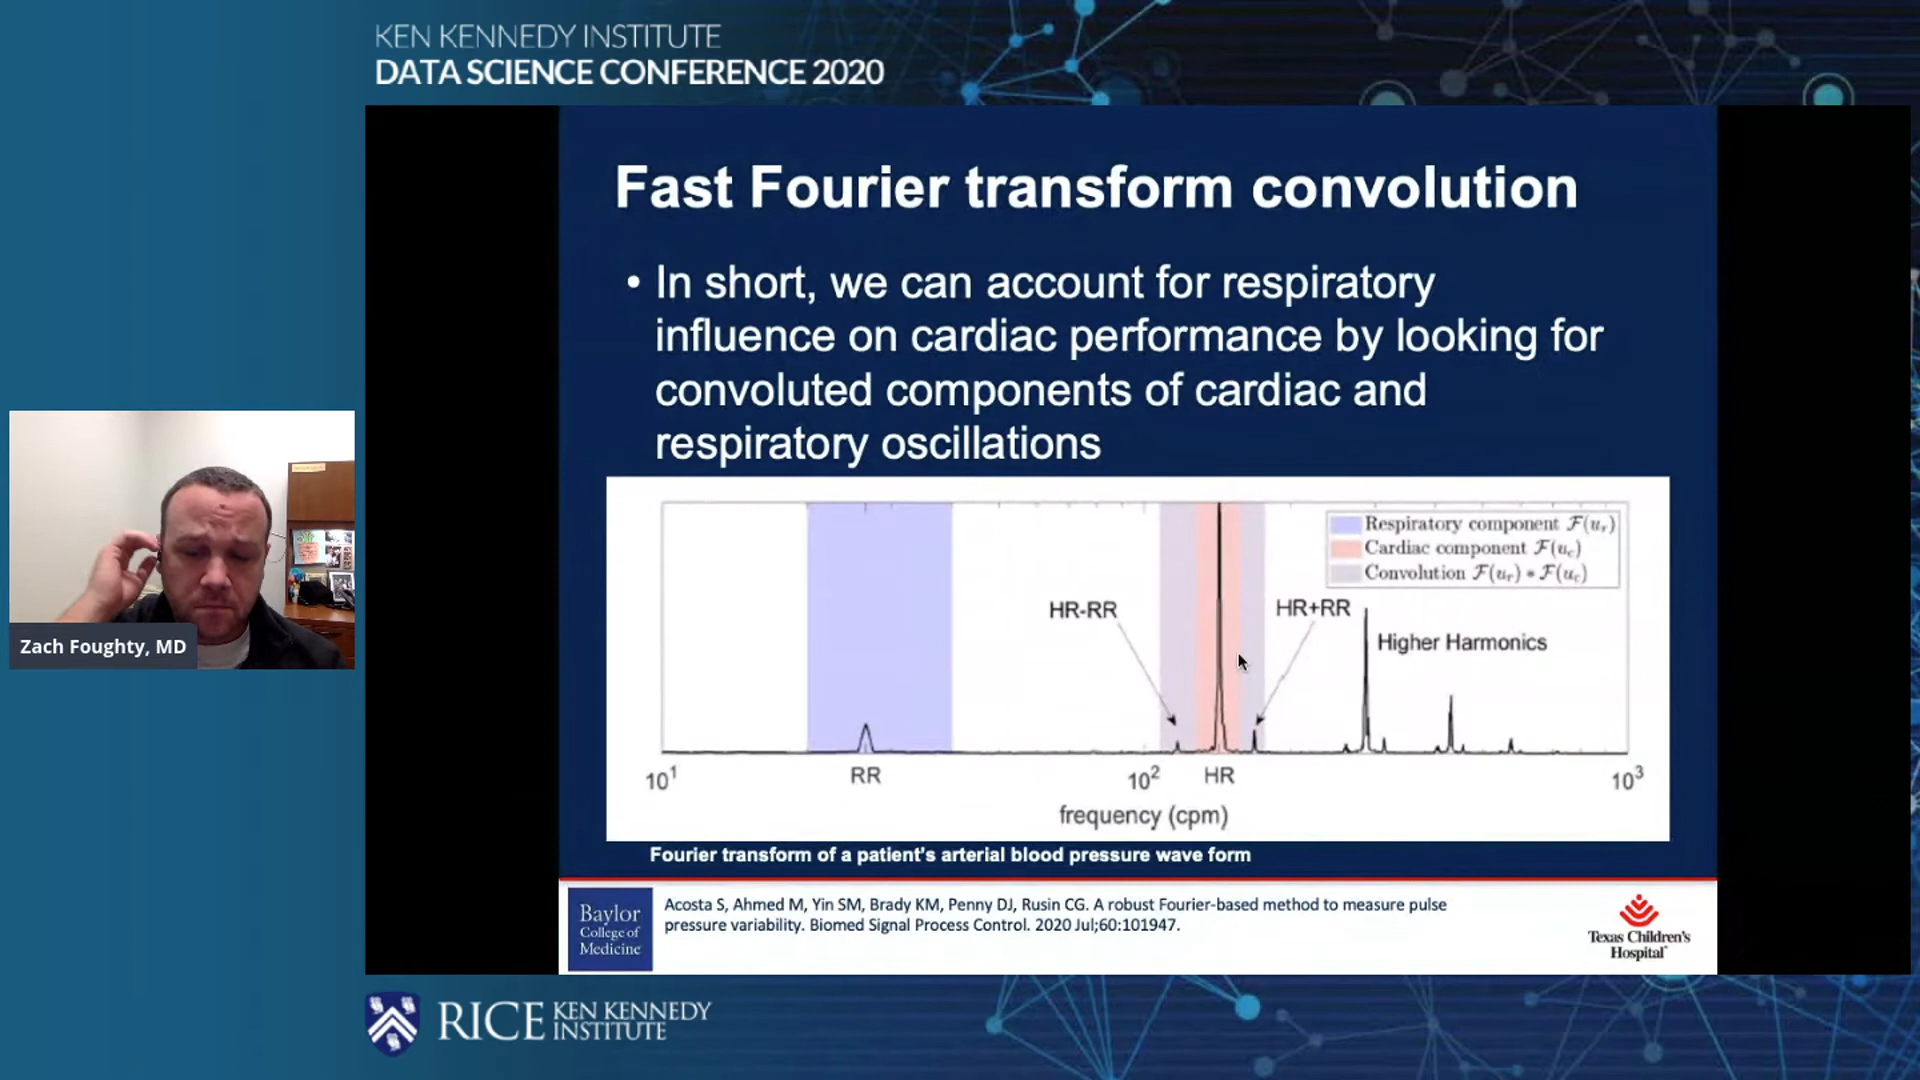 KEN KENNEDY INSTITUTE
DATA SCIENCE CONFERENCE 2020
Fast Fourier transform convolution
• In short, we can account for respiratory
influence on cardiac performance by looking for
convoluted components of cardiac and
respiratory oscillations
Respiratory component 𝓕(uᵣ)
Cardiac component 𝓕(u_c)
Convolution 𝓕(uᵣ) * 𝓕(u_c)
HR-RR
HR+RR
Higher Harmonics
10¹
RR
10²
HR
10³
frequency (cpm)
Fourier transform of a patient's arterial blood pressure wave form
Zach Foughty, MD
Baylor
College of
Medicine
Acosta S, Ahmed M, Yin SM, Brady KM, Penny DJ, Rusin CG. A robust Fourier-based method to measure pulse
pressure variability. Biomed Signal Process Control. 2020 Jul;60:101947.
Texas Children's
Hospital
RICE KEN KENNEDY
INSTITUTE